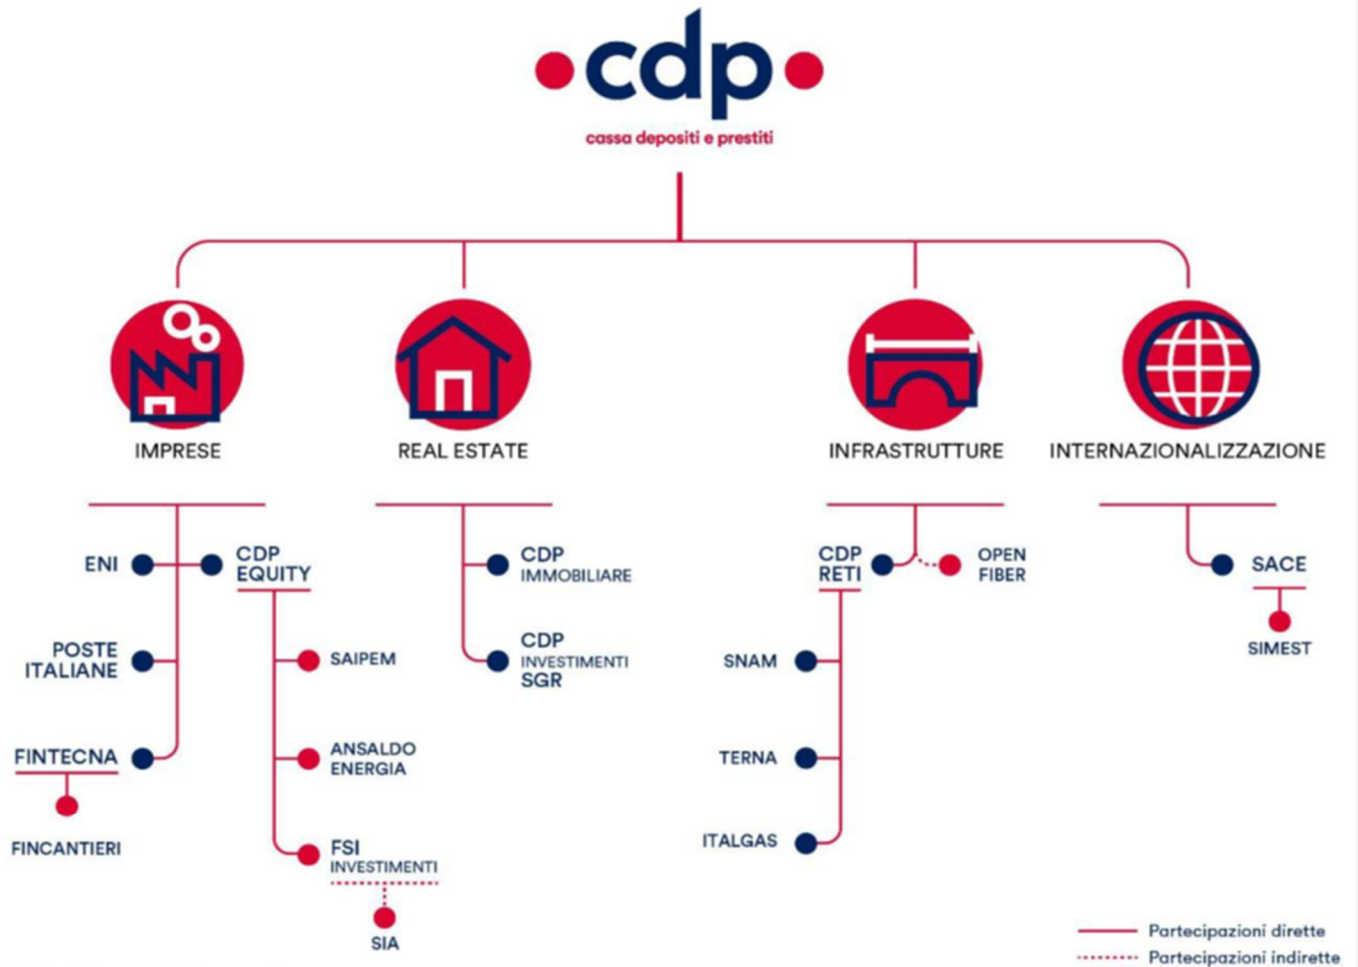 cdp
cassa depositi e prestiti
IMPRESE
REAL ESTATE
INFRASTRUTTURE
INTERNAZIONALIZZAZIONE
ENI
CDP
EQUITY
POSTE
ITALIANE
SAIPEM
FINTECNA
ANSALDO
ENERGIA
FINCANTIERI
FSI
INVESTIMENTI
SIA
CDP
IMMOBILIARE
CDP
INVESTIMENTI
SGR
CDP
RETI
OPEN
FIBER
SNAM
TERNA
ITALGAS
SACE
SIMEST
Partecipazioni dirette
Partecipazioni indirette